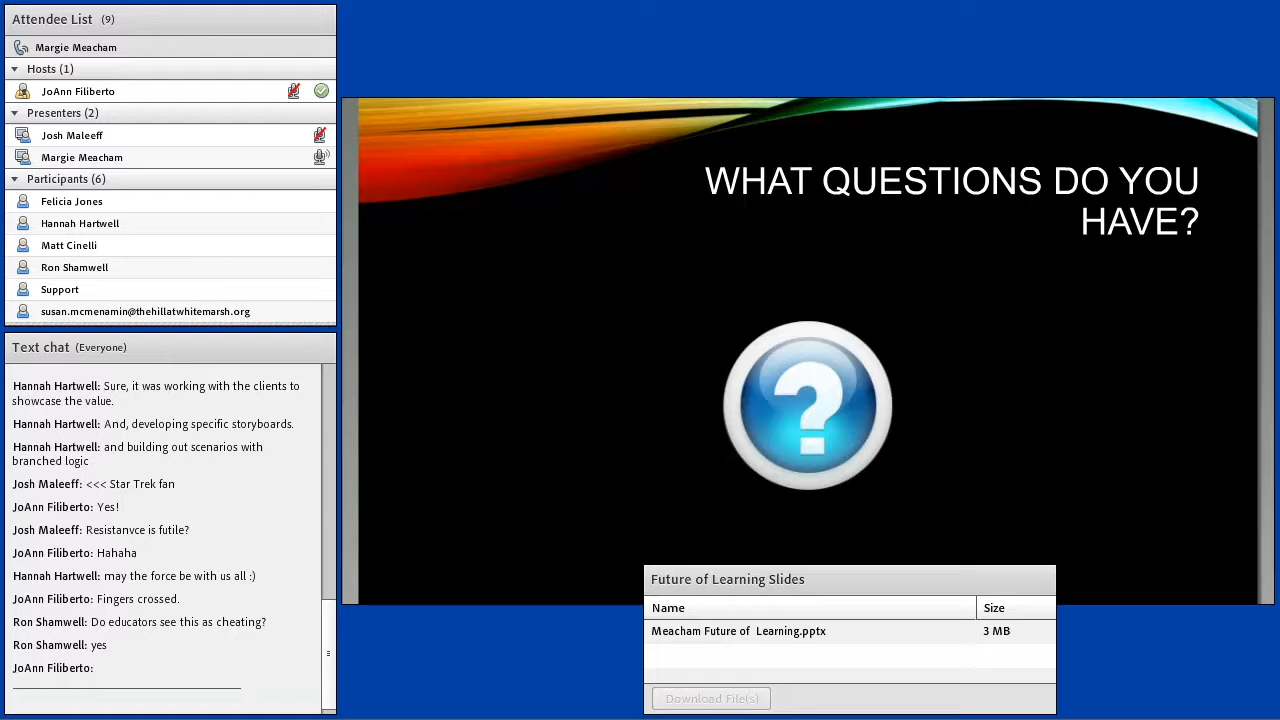 Attendee List (9)
Margie Meacham
Hosts (1)
JoAnn Filiberto
Presenters (2)
Josh Maleeff
Margie Meacham
Participants (6)
Felicia Jones
Hannah Hartwell
Matt Cinelli
Ron Shamwell
Support
susan.mcmenamin@thehillatwhitemarsh.org
Text chat (Everyone)
Hannah Hartwell: Sure, it was working with the clients to
showcase the value.
Hannah Hartwell: And, developing specific storyboards.
Hannah Hartwell: and building out scenarios with
branched logic
Josh Maleeff: <<< Star Trek fan
JoAnn Filiberto: Yes!
Josh Maleeff: Resistanvce is futile?
JoAnn Filiberto: Hahaha
Hannah Hartwell: may the force be with us all :)
JoAnn Filiberto: Fingers crossed.
Ron Shamwell: Do educators see this as cheating?
Ron Shamwell: yes
JoAnn Filiberto:
WHAT QUESTIONS DO YOU
HAVE?
?
Future of Learning Slides
Name Size
Meacham Future of  Learning.pptx 3 MB
Download File(s)